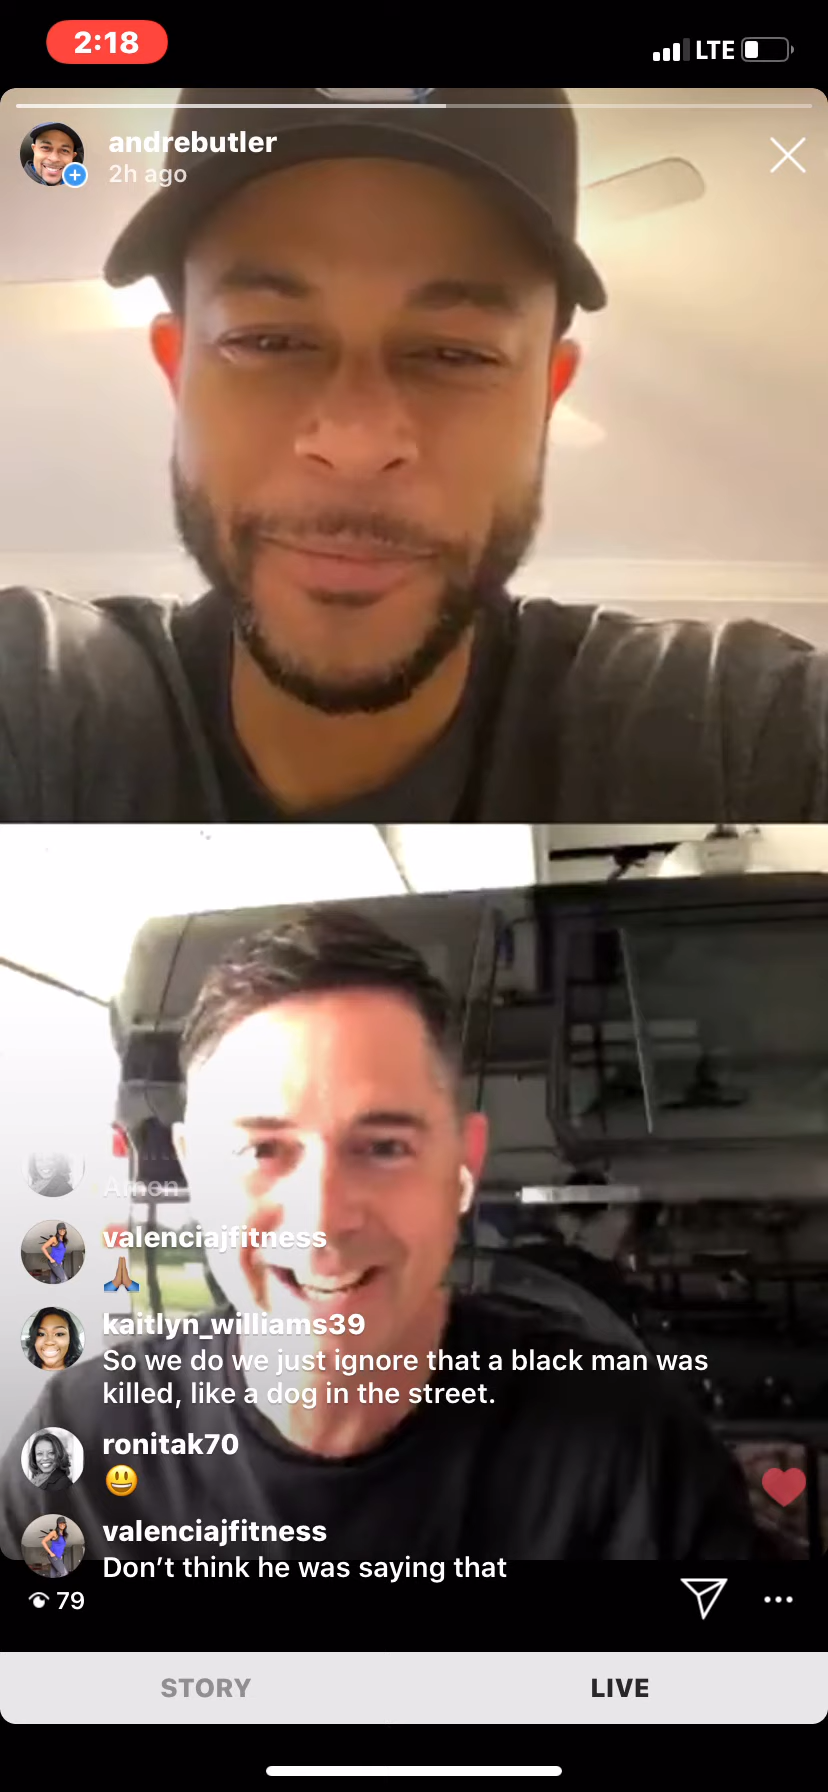 2:18
LTE
andrebutler
2h ago
Amen
valenciajfitness
🙏🏽
kaitlyn_williams39
So we do we just ignore that a black man was
killed, like a dog in the street.
ronitak70
😃
valenciajfitness
Don’t think he was saying that
79
STORY
LIVE